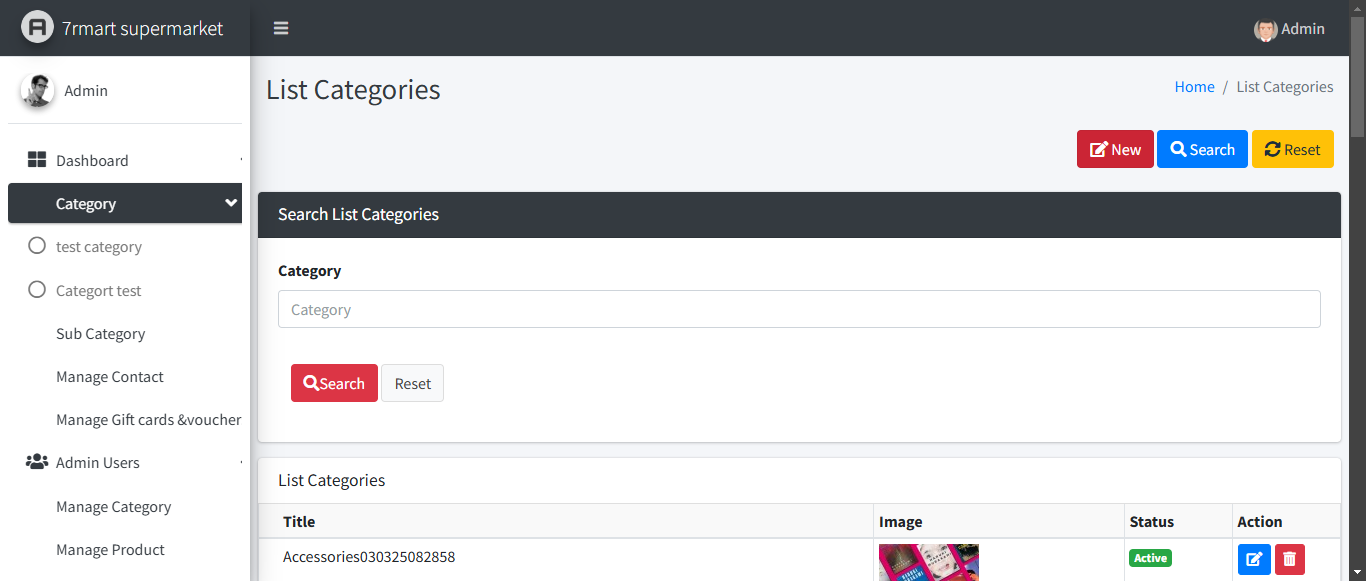 7rmart supermarket
Admin
Admin
List Categories
Home / List Categories
New Search Reset
Dashboard
Category
test category
Categort test
Sub Category
Manage Contact
Manage Gift cards &voucher
Admin Users
Manage Category
Manage Product
Search List Categories
Category
Category
Search Reset
List Categories
Title Image Status Action
Accessories030325082858 Active